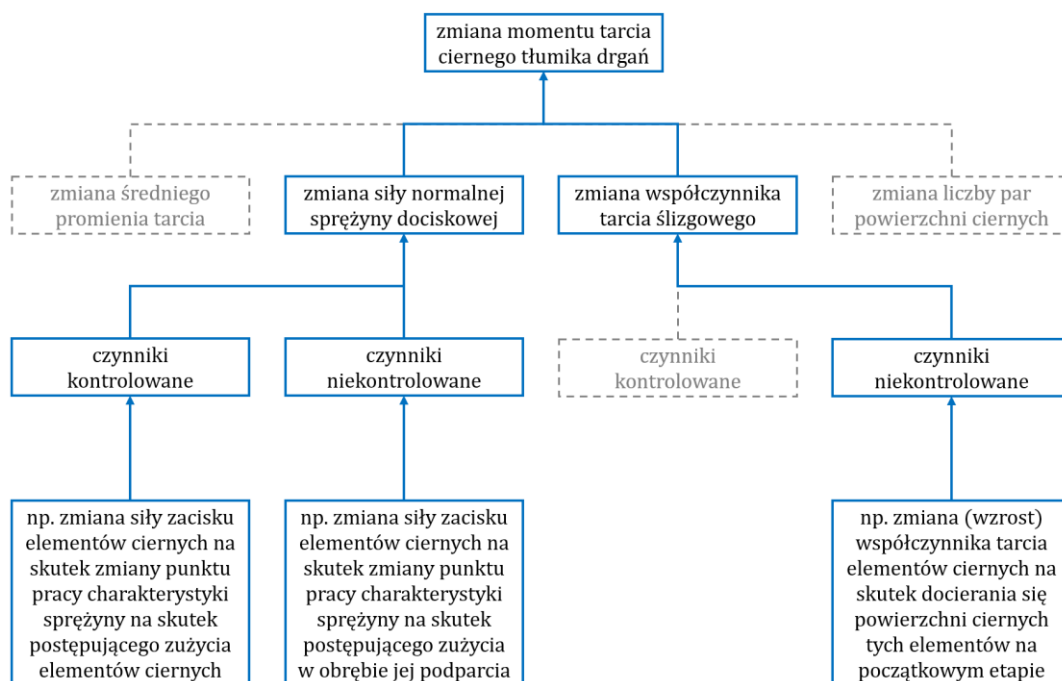 zmiana momentu tarcia
ciernego tłumika drgań
zmiana średniego
promienia tarcia
zmiana siły normalnej
sprężyny dociskowej
zmiana współczynnika
tarcia ślizgowego
zmiana liczby par
powierzchni ciernych
czynniki
kontrolowane
czynniki
niekontrolowane
czynniki
kontrolowane
czynniki
niekontrolowane
np. zmiana siły zacisku
elementów ciernych na
skutek zmiany punktu
pracy charakterystyki
sprężyny na skutek
postępującego zużycia
elementów ciernych
np. zmiana siły zacisku
elementów ciernych na
skutek zmiany punktu
pracy charakterystyki
sprężyny na skutek
postępującego zużycia
w obrębie jej podparcia
np. zmiana (wzrost)
współczynnika tarcia
elementów ciernych na
skutek docierania się
powierzchni ciernych
tych elementów na
początkowym etapie